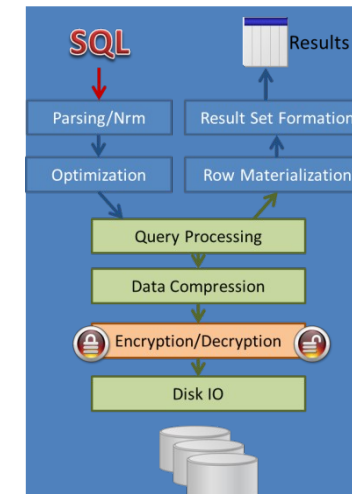 SQL
Results
Parsing/Nrm
Result Set Formation
Optimization
Row Materialization
Query Processing
Data Compression
Encryption/Decryption
Disk IO